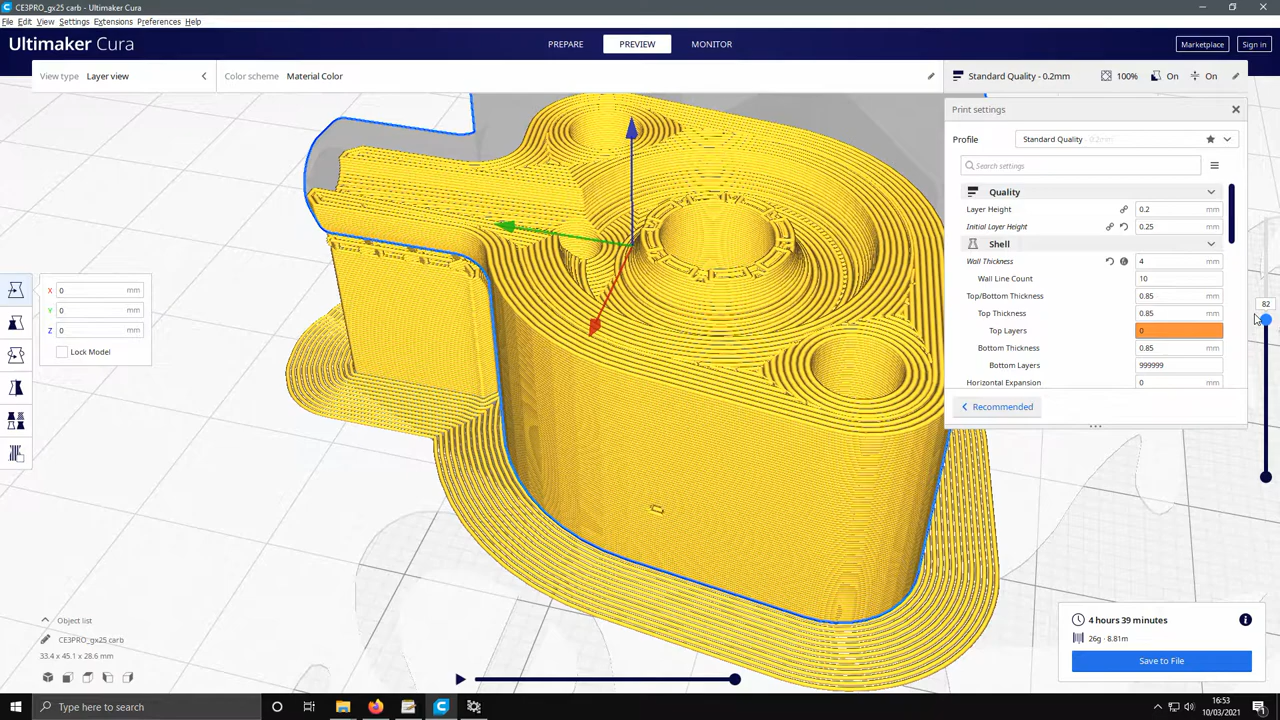 CE3PRO_gx25 carb - Ultimaker Cura
File Edit View Settings Extensions Preferences Help
Ultimaker Cura
PREPARE PREVIEW MONITOR
Marketplace Sign in
View type Layer view Color scheme Material Color
Standard Quality - 0.2mm 100% On On
Print settings
Profile Standard Quality - 0.2mm
Search settings
Quality
Layer Height 0.2 mm
Initial Layer Height 0.25 mm
Shell
Wall Thickness 4 mm
Wall Line Count 10
Top/Bottom Thickness 0.85 mm
Top Thickness 0.85 mm
Top Layers 0
Bottom Thickness 0.85 mm
Bottom Layers 999999
Horizontal Expansion 0 mm
Recommended
82
X 0 mm
Y 0 mm
Z 0 mm
Lock Model
Object list
CE3PRO_gx25 carb
33.4 x 45.1 x 28.6 mm
4 hours 39 minutes
26g · 8.81m
Save to File
Type here to search
16:53
10/03/2021
1